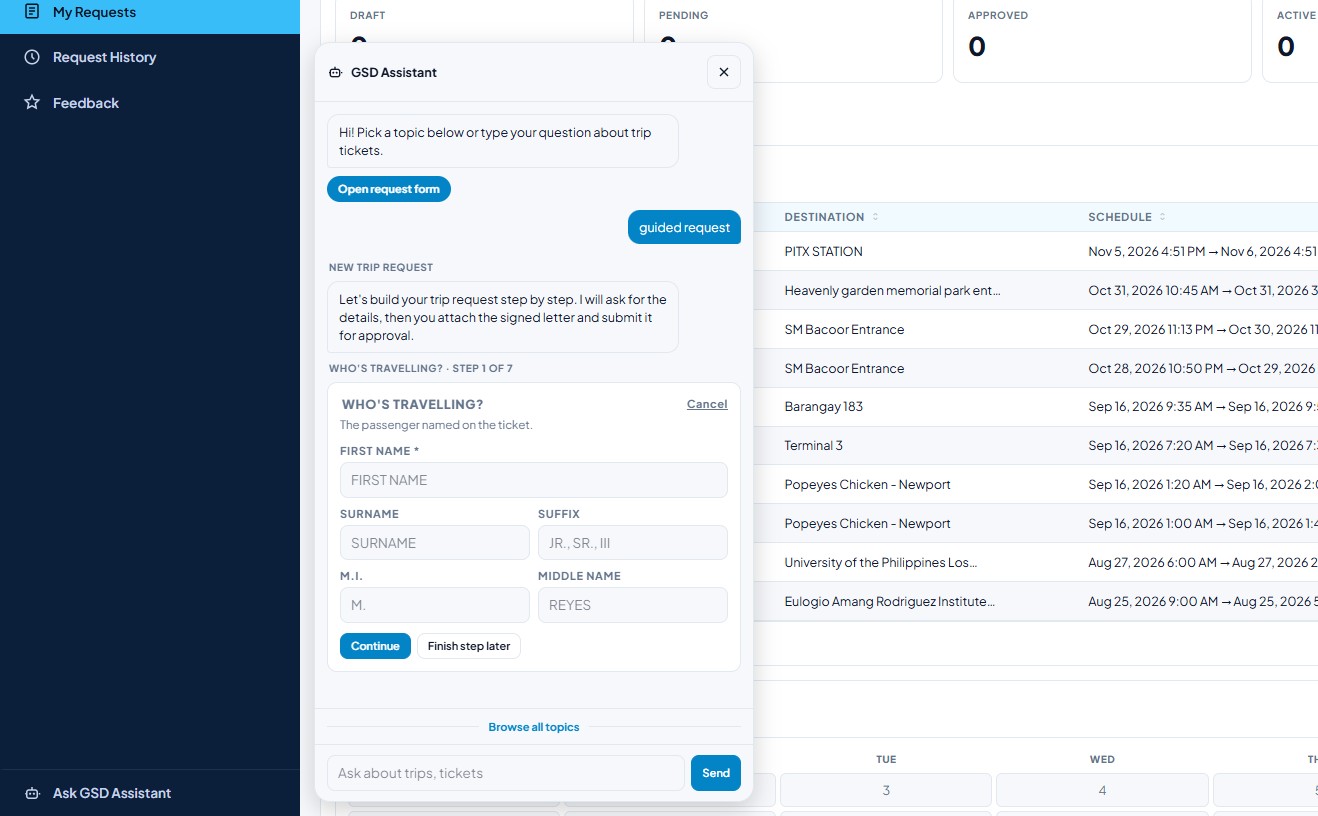 My Requests
Request History
Feedback
Ask GSD Assistant
DRAFT
PENDING
APPROVED
0
ACTIVE
0
GSD Assistant
Hi! Pick a topic below or type your question about trip
tickets.
Open request form
guided request
NEW TRIP REQUEST
Let's build your trip request step by step. I will ask for the
details, then you attach the signed letter and submit it
for approval.
WHO'S TRAVELLING? · STEP 1 OF 7
WHO'S TRAVELLING?
Cancel
The passenger named on the ticket.
FIRST NAME *
FIRST NAME
SURNAME
SUFFIX
SURNAME
JR., SR., III
M.I.
MIDDLE NAME
M.
REYES
Continue
Finish step later
Browse all topics
Ask about trips, tickets
Send
DESTINATION
SCHEDULE
PITX STATION
Nov 5, 2026 4:51 PM → Nov 6, 2026 4:51
Heavenly garden memorial park ent...
Oct 31, 2026 10:45 AM → Oct 31, 2026 3
SM Bacoor Entrance
Oct 29, 2026 11:13 PM → Oct 30, 2026 11
SM Bacoor Entrance
Oct 28, 2026 10:50 PM → Oct 29, 2026
Barangay 183
Sep 16, 2026 9:35 AM → Sep 16, 2026 9:
Terminal 3
Sep 16, 2026 7:20 AM → Sep 16, 2026 7:
Popeyes Chicken - Newport
Sep 16, 2026 1:20 AM → Sep 16, 2026 2:
Popeyes Chicken - Newport
Sep 16, 2026 1:00 AM → Sep 16, 2026 1:4
University of the Philippines Los...
Aug 27, 2026 6:00 AM → Aug 27, 2026 2
Eulogio Amang Rodriguez Institute...
Aug 25, 2026 9:00 AM → Aug 25, 2026 5
TUE
WED
3
4